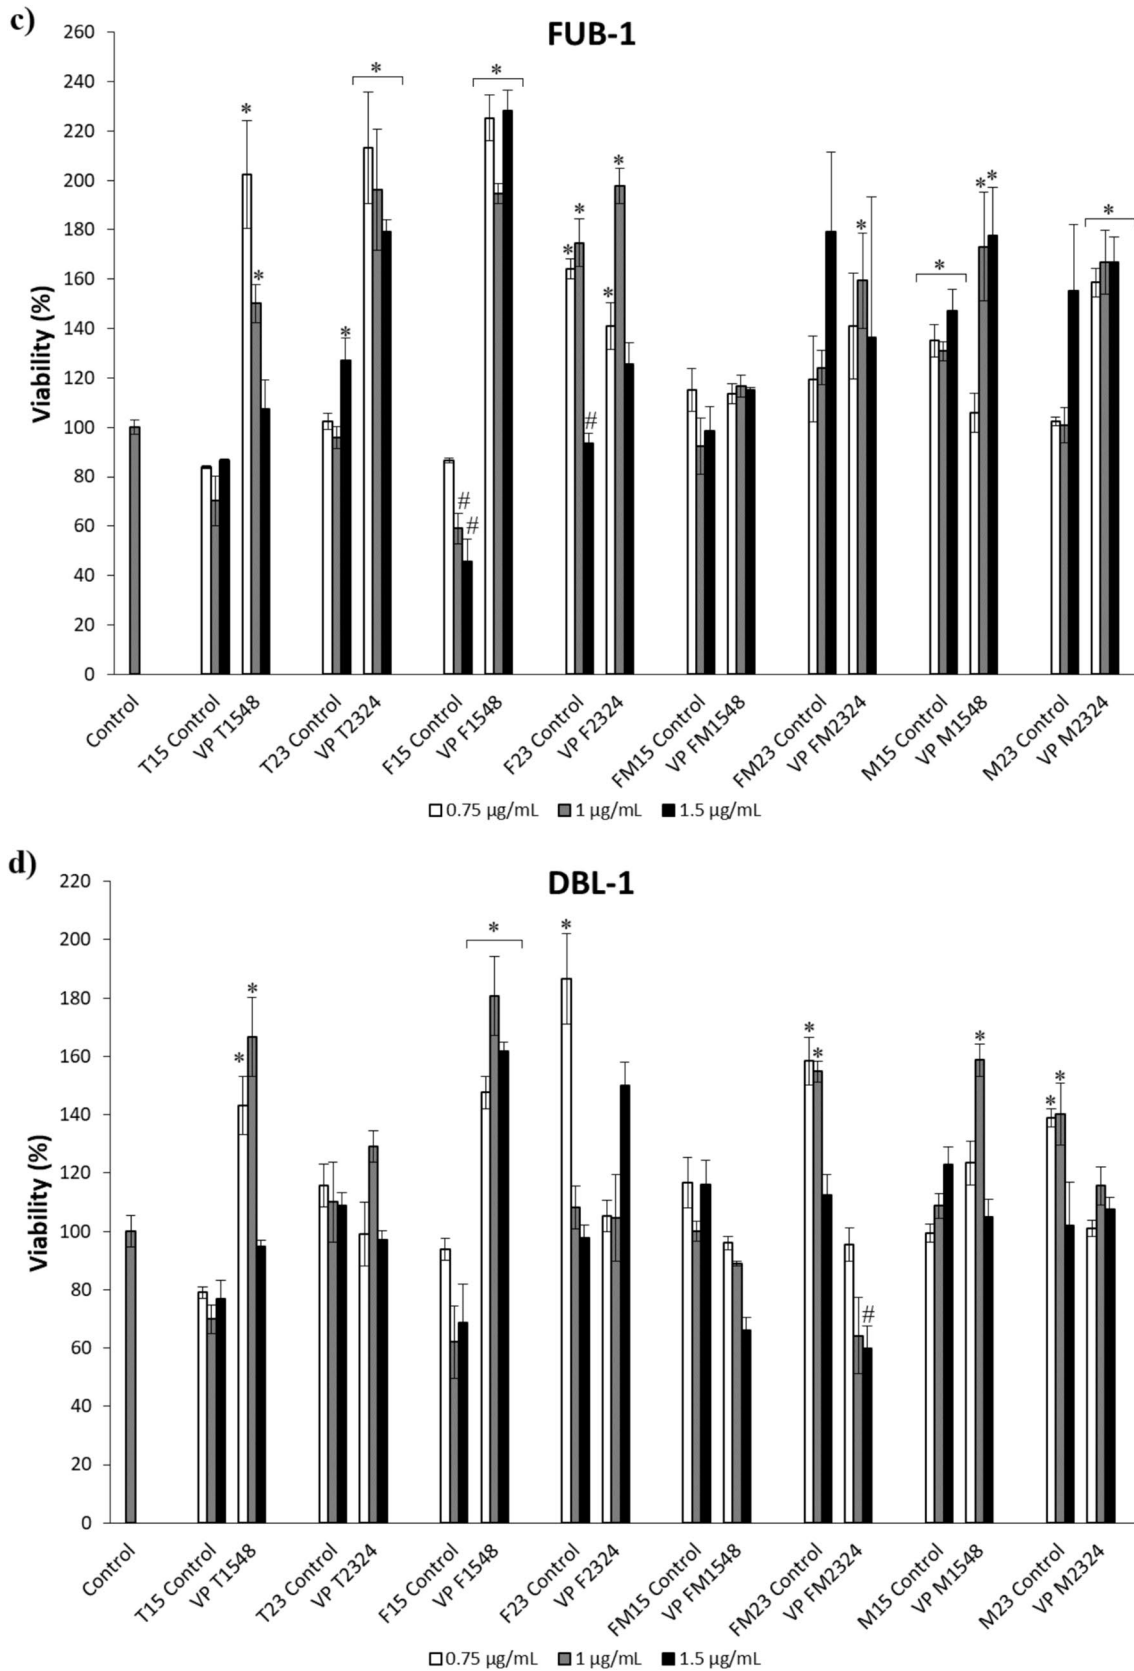 c)
FUB-1
260
240
220
200
180
160
140
120
100
80
60
40
20
0
Viability (%)
*
*
*
*
*
#
#
*
*
*
#
*
*
*
*
*
*
*
Control
T15 Control
VP T1548
T23 Control
VP T2324
F15 Control
VP F1548
F23 Control
VP F2324
FM15 Control
VP FM1548
FM23 Control
VP FM2324
M15 Control
VP M1548
M23 Control
VP M2324
0.75 µg/mL 1 µg/mL 1.5 µg/mL
d)
DBL-1
220
200
180
160
140
120
100
80
60
40
20
0
Viability (%)
*
*
*
*
*
*
#
*
*
*
Control
T15 Control
VP T1548
T23 Control
VP T2324
F15 Control
VP F1548
F23 Control
VP F2324
FM15 Control
VP FM1548
FM23 Control
VP FM2324
M15 Control
VP M1548
M23 Control
VP M2324
0.75 µg/mL 1 µg/mL 1.5 µg/mL